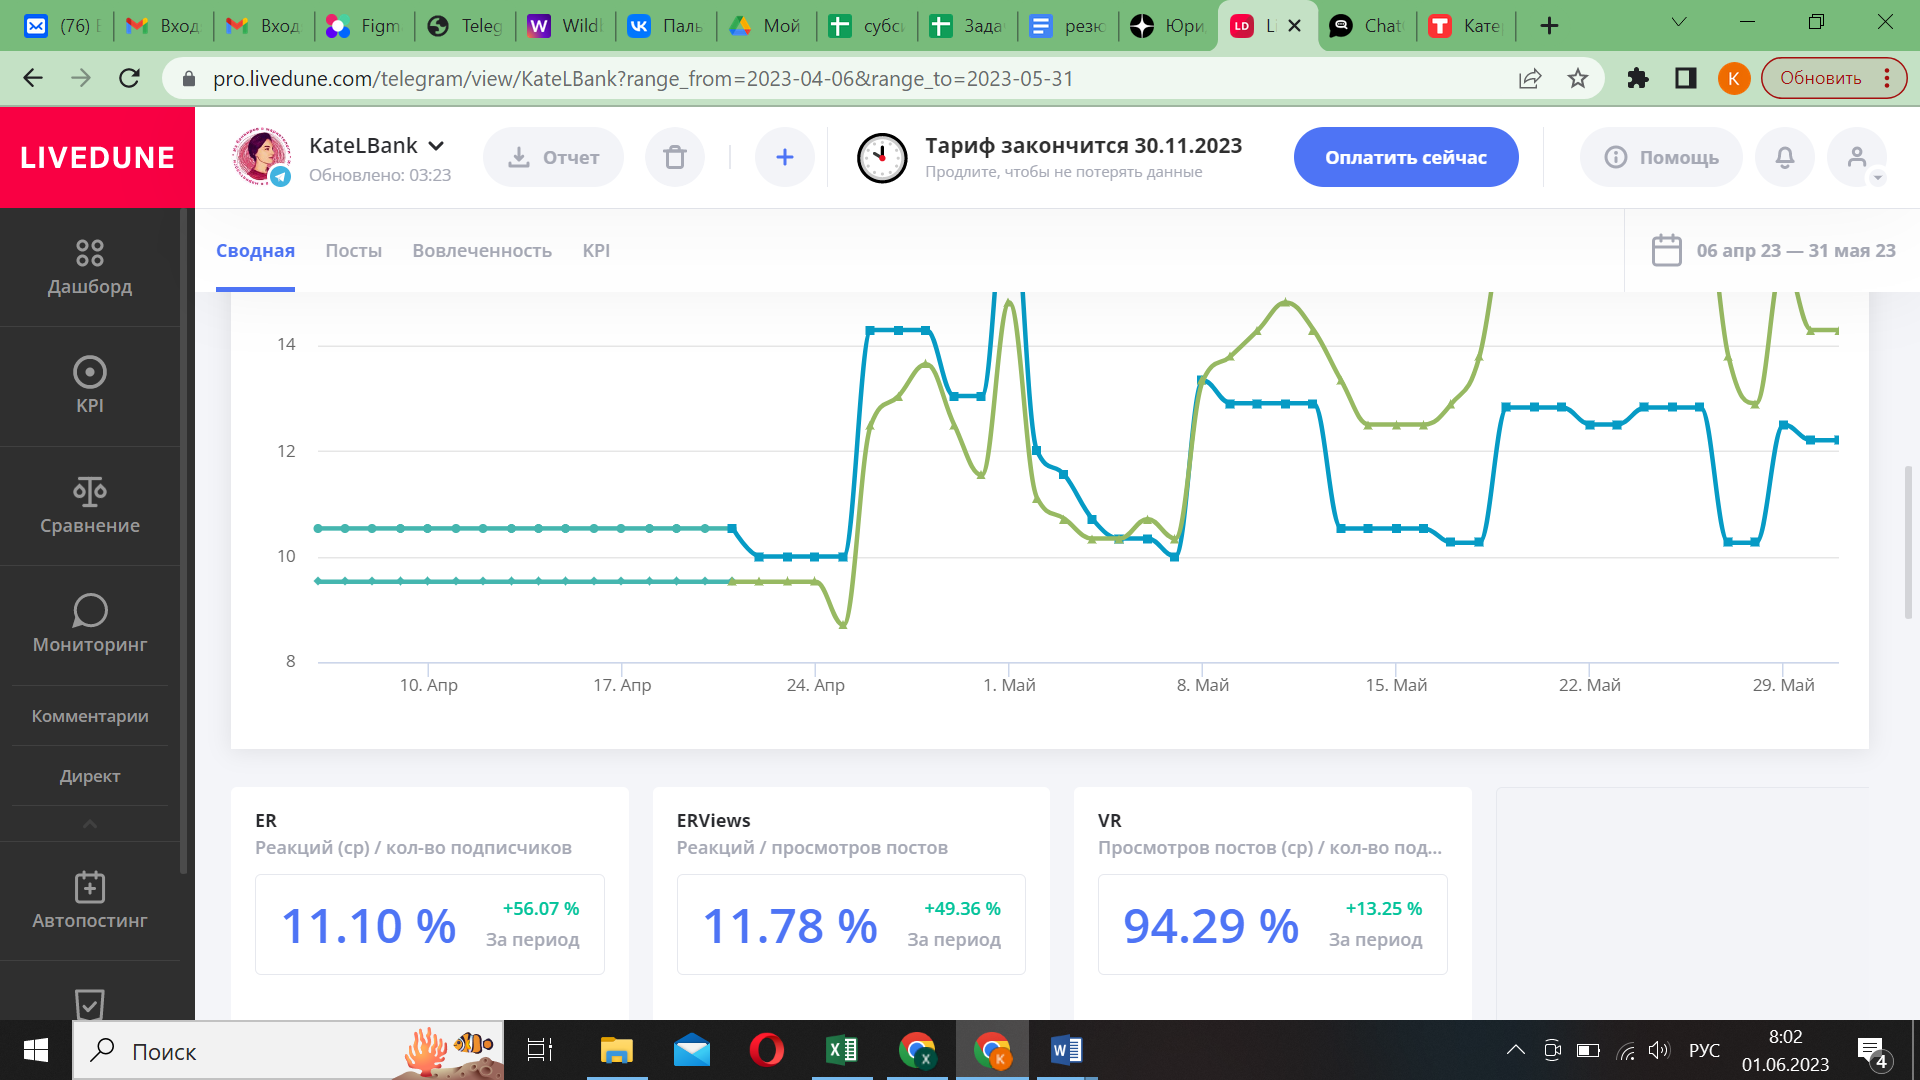 (76) Е
Вход
Вход
Figm
Teleg
Wildl
Паль
Мой
субси
Зада
резю
Юри
Li
Chat
Кате
pro.livedune.com/telegram/view/KateLBank?range_from=2023-04-06&range_to=2023-05-31
K
Обновить
LIVEDUNE
KateLBank
Обновлено: 03:23
Отчет
Тариф закончится 30.11.2023
Продлите, чтобы не потерять данные
Оплатить сейчас
Помощь
Сводная
Посты
Вовлеченность
KPI
06 апр 23 — 31 мая 23
Дашборд
KPI
Сравнение
Мониторинг
Комментарии
Директ
Автопостинг
14
12
10
8
10. Апр
17. Апр
24. Апр
1. Май
8. Май
15. Май
22. Май
29. Май
ER
Реакций (ср) / кол-во подписчиков
11.10 %
+56.07 %
За период
ERViews
Реакций / просмотров постов
11.78 %
+49.36 %
За период
VR
Просмотров постов (ср) / кол-во под...
94.29 %
+13.25 %
За период
Поиск
РУС
8:02
01.06.2023
4